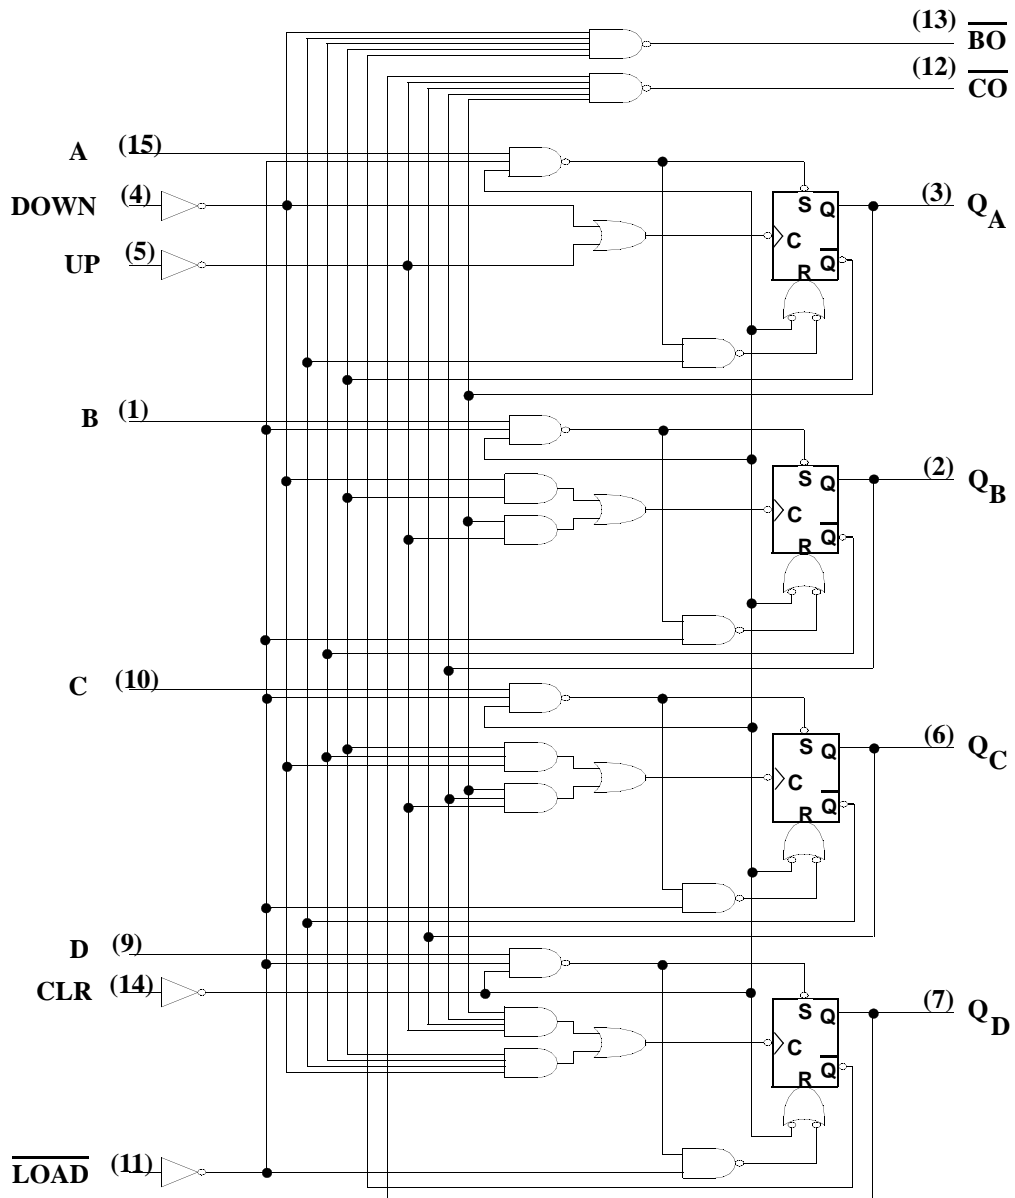 (13) BO
(12) CO
A (15)
DOWN (4)
S Q (3) QA
UP (5)
C
Q
R
B (1)
S Q (2) QB
C
Q
R
C (10)
S Q (6) QC
C
Q
R
D (9)
CLR (14)
S Q (7) QD
C
Q
R
LOAD (11)